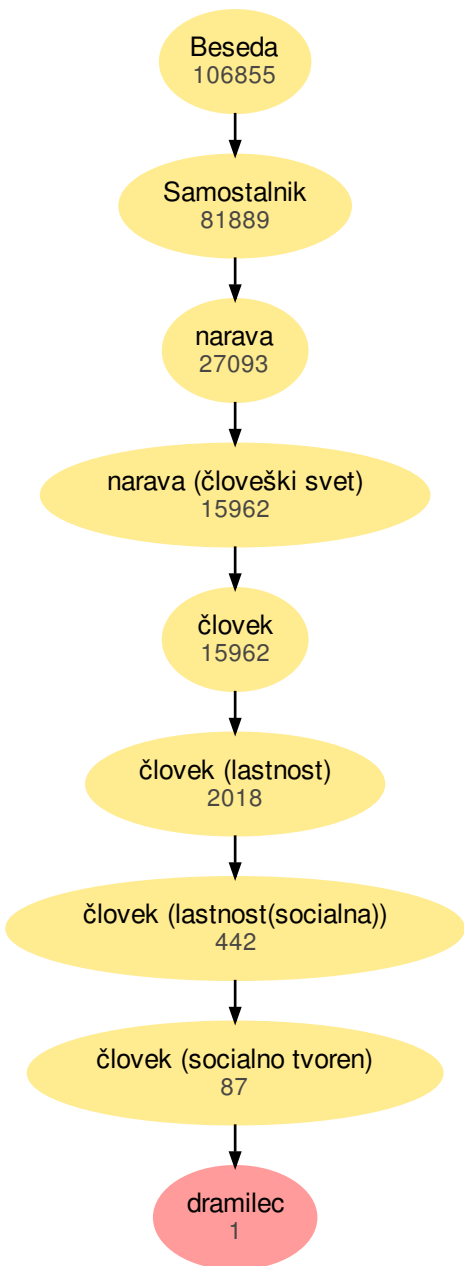 Beseda
106855
Samostalnik
81889
narava
27093
narava (človeški svet)
15962
človek
15962
človek (lastnost)
2018
človek (lastnost(socialna))
442
človek (socialno tvoren)
87
dramilec
1